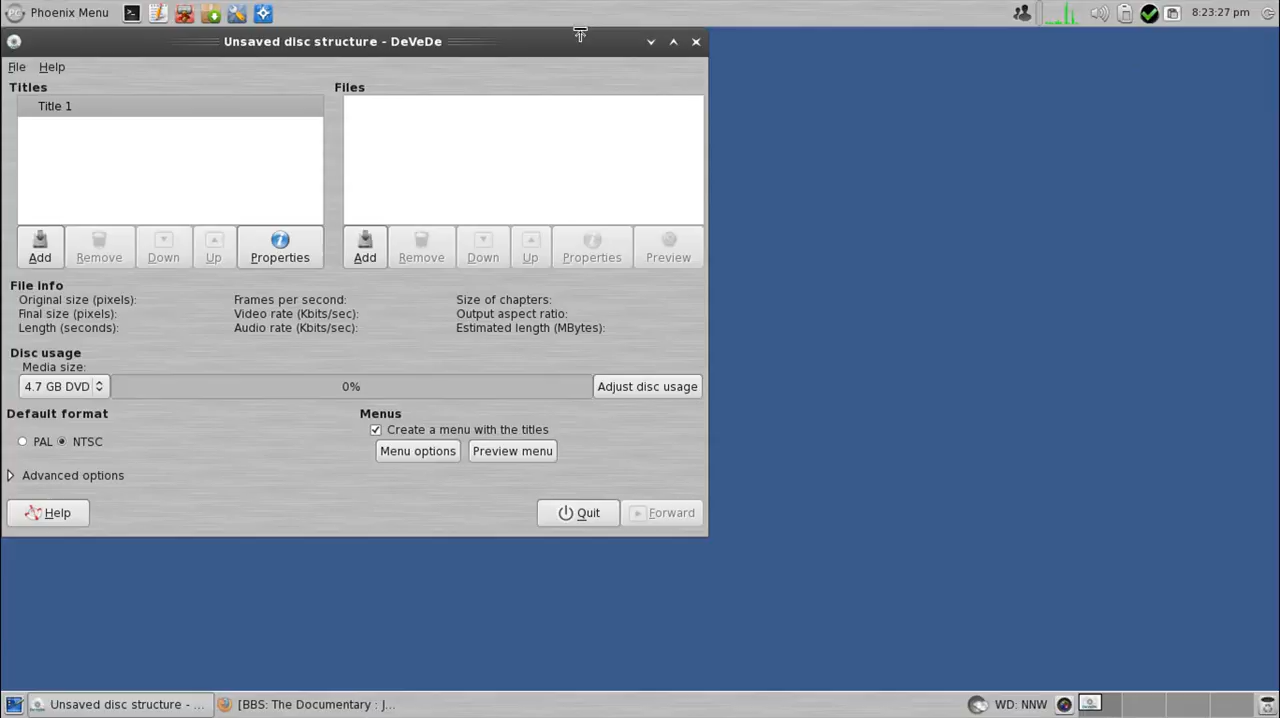 Phoenix Menu
8:23:27 pm
Unsaved disc structure - DeVeDe
File Help
Titles
Files
Title 1
Add Remove Down Up Properties
Add Remove Down Up Properties Preview
File info
Original size (pixels): Frames per second: Size of chapters:
Final size (pixels): Video rate (Kbits/sec): Output aspect ratio:
Length (seconds): Audio rate (Kbits/sec): Estimated length (MBytes):
Disc usage
Media size:
4.7 GB DVD 0% Adjust disc usage
Default format
Menus
Create a menu with the titles
PAL NTSC
Menu options Preview menu
Advanced options
Help Quit Forward
Unsaved disc structure - ... [BBS: The Documentary : J... WD: NNW